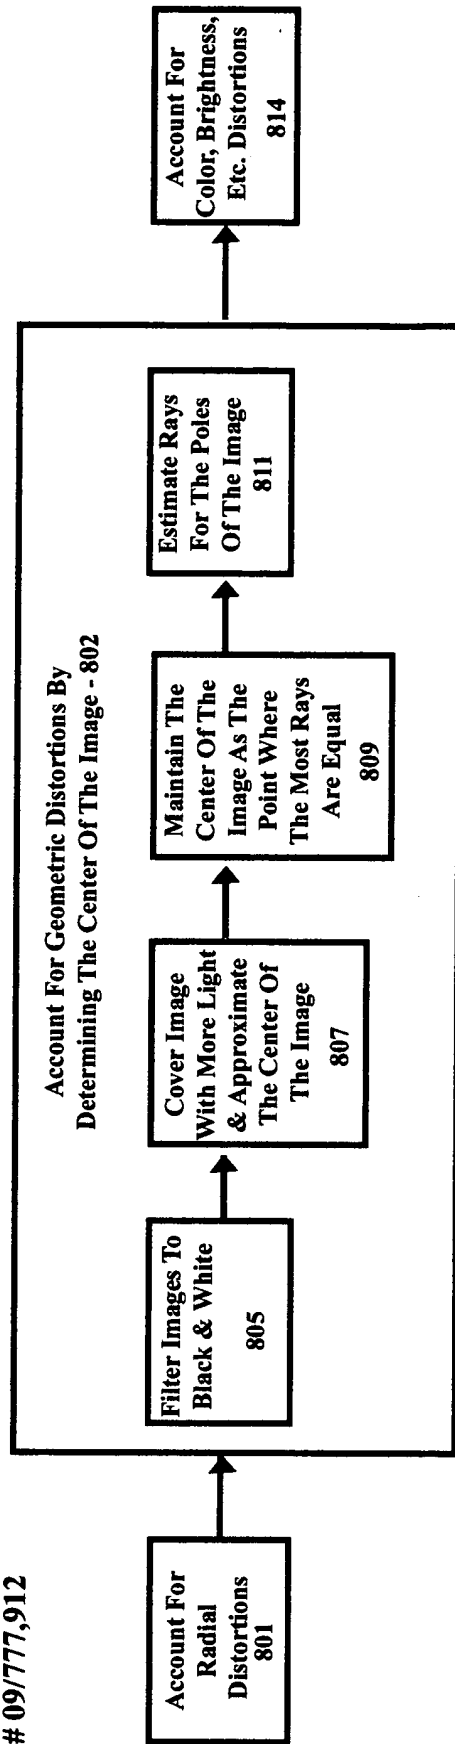 # 09/777,912
Account For
Radial
Distortions
801
Account For Geometric Distortions By
Determining The Center Of The Image - 802
Filter Images To
Black & White
805
Cover Image
With More Light
& Approximate
The Center Of
The Image
807
Maintain The
Center Of The
Image As The
Point Where
The Most Rays
Are Equal
809
Estimate Rays
For The Poles
Of The Image
811
Account For
Color, Brightness,
Etc. Distortions
814